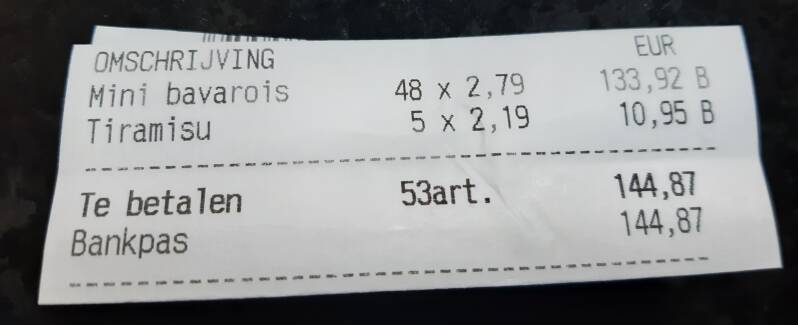 OMSCHRIJVING EUR
Mini bavarois 48 x 2,79 133,92 B
Tiramisu 5 x 2,19 10,95 B
Te betalen 53art. 144,87
Bankpas 144,87